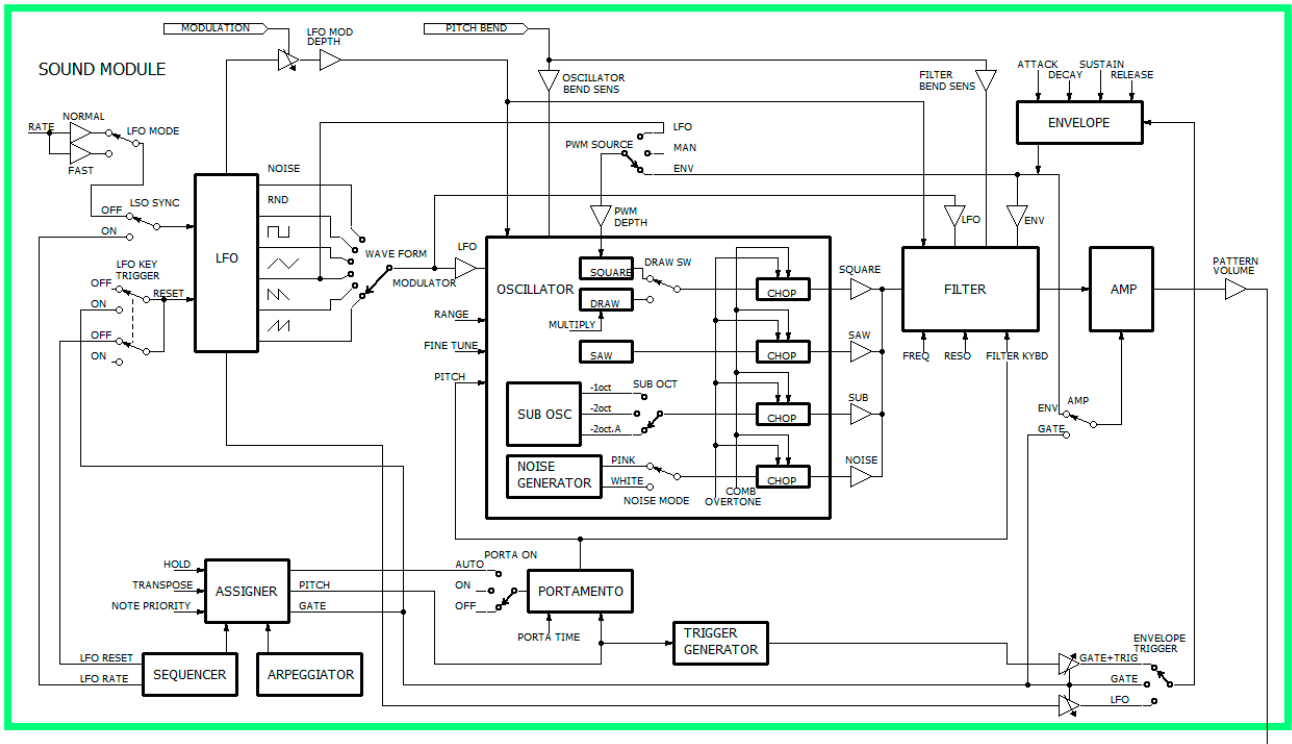 MODULATION
LFO MOD
DEPTH
PITCH BEND
SOUND MODULE
OSCILLATOR
BEND SENS
FILTER
BEND SENS
ATTACK
DECAY
SUSTAIN
RELEASE
ENVELOPE
NORMAL
RATE
LFO MODE
FAST
LFO
PWM SOURCE
MAN
ENV
NOISE
RND
LSO SYNC
OFF
ON
PWM
DEPTH
LFO
ENV
LFO
WAVE FORM
LFO
MODULATOR
OSCILLATOR
SQUARE
DRAW SW
DRAW
MULTIPLY
CHOP
SQUARE
FILTER
AMP
PATTERN
VOLUME
LFO KEY
TRIGGER
OFF
RESET
ON
OFF
ON
RANGE
FINE TUNE
PITCH
SAW
CHOP
SAW
FREQ
RESO
FILTER KYBD
SUB OSC
-1oct
-2oct
-2oct.A
SUB OCT
CHOP
SUB
AMP
ENV
GATE
NOISE
GENERATOR
PINK
WHITE
NOISE MODE
CHOP
NOISE
COMB
OVERTONE
HOLD
TRANSPOSE
NOTE PRIORITY
ASSIGNER
PITCH
GATE
PORTA ON
AUTO
ON
OFF
PORTAMENTO
PORTA TIME
TRIGGER
GENERATOR
ENVELOPE
TRIGGER
GATE+TRIG
GATE
LFO
LFO RESET
LFO RATE
SEQUENCER
ARPEGGIATOR